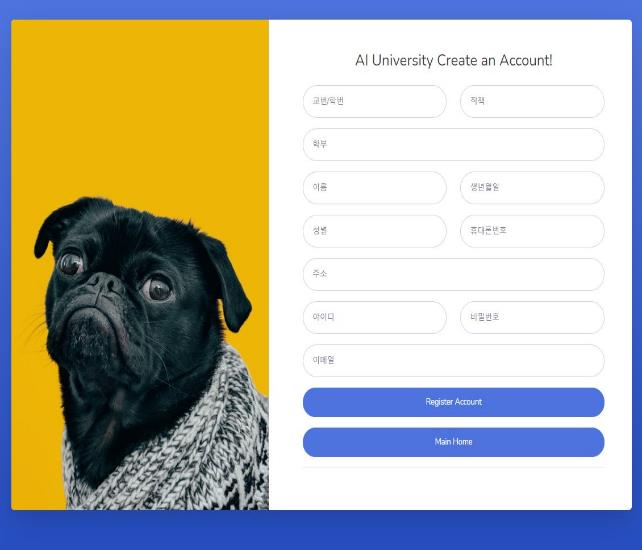 AI University Create an Account!
교번/학번 직책
학부
이름 생년월일
성별 휴대폰번호
주소
아이디 비밀번호
이메일
Register Account
Main Home